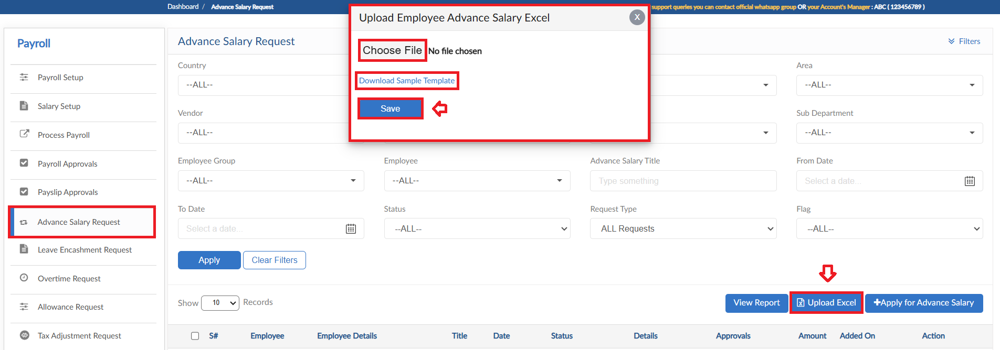 Dashboard / Advance Salary Request
support queries you can contact official whatsapp group OR your Account's Manager : ABC ( 123456789 )
Upload Employee Advance Salary Excel
X
Choose File No file chosen
Download Sample Template
Save
Payroll
Payroll Setup
Salary Setup
Process Payroll
Payroll Approvals
Payslip Approvals
Advance Salary Request
Leave Encashment Request
Overtime Request
Allowance Request
Tax Adjustment Request
Advance Salary Request
Filters
Country
Area
--ALL--
--ALL--
Vendor
Sub Department
--ALL--
--ALL--
Employee Group
Employee
Advance Salary Title
From Date
--ALL--
--ALL--
Type something
Select a date...
To Date
Status
Request Type
Flag
Select a date...
--ALL--
ALL Requests
--ALL--
Apply
Clear Filters
Show 10 Records
View Report
Upload Excel
+Apply for Advance Salary
S# Employee Employee Details Title Date Status Details Approvals Amount Added On Action